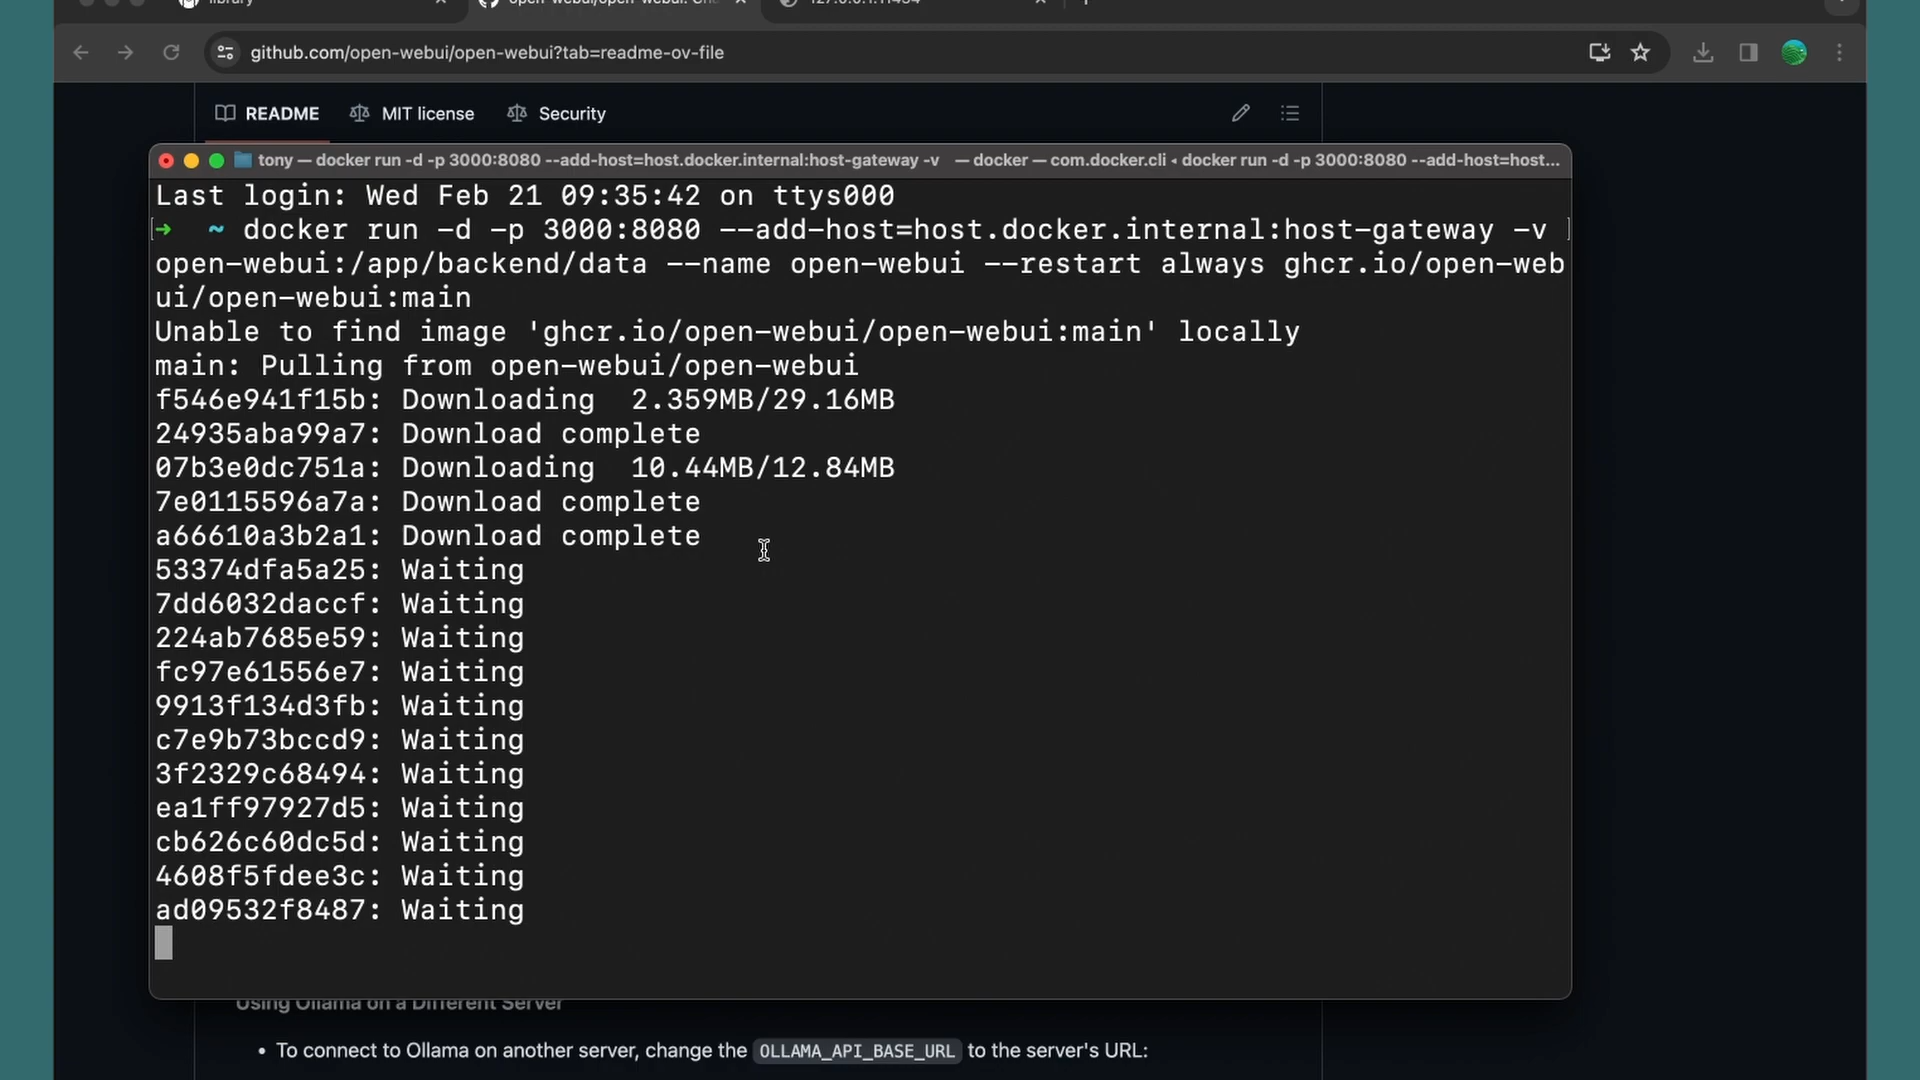 library
github.com/open-webui/open-webui?tab=readme-ov-file
README MIT license Security
tony — docker run -d -p 3000:8080 --add-host=host.docker.internal:host-gateway -v — docker — com.docker.cli ◂ docker run -d -p 3000:8080 --add-host=host...
Last login: Wed Feb 21 09:35:42 on ttys000
[➜ ~ docker run -d -p 3000:8080 --add-host=host.docker.internal:host-gateway -v ]
open-webui:/app/backend/data --name open-webui --restart always ghcr.io/open-web
ui/open-webui:main
Unable to find image 'ghcr.io/open-webui/open-webui:main' locally
main: Pulling from open-webui/open-webui
f546e941f15b: Downloading 2.359MB/29.16MB
24935aba99a7: Download complete
07b3e0dc751a: Downloading 10.44MB/12.84MB
7e0115596a7a: Download complete
a66610a3b2a1: Download complete
53374dfa5a25: Waiting
7dd6032daccf: Waiting
224ab7685e59: Waiting
fc97e61556e7: Waiting
9913f134d3fb: Waiting
c7e9b73bccd9: Waiting
3f2329c68494: Waiting
ea1ff97927d5: Waiting
cb626c60dc5d: Waiting
4608f5fdee3c: Waiting
ad09532f8487: Waiting
Using Ollama on a Different Server
• To connect to Ollama on another server, change the OLLAMA_API_BASE_URL to the server's URL: